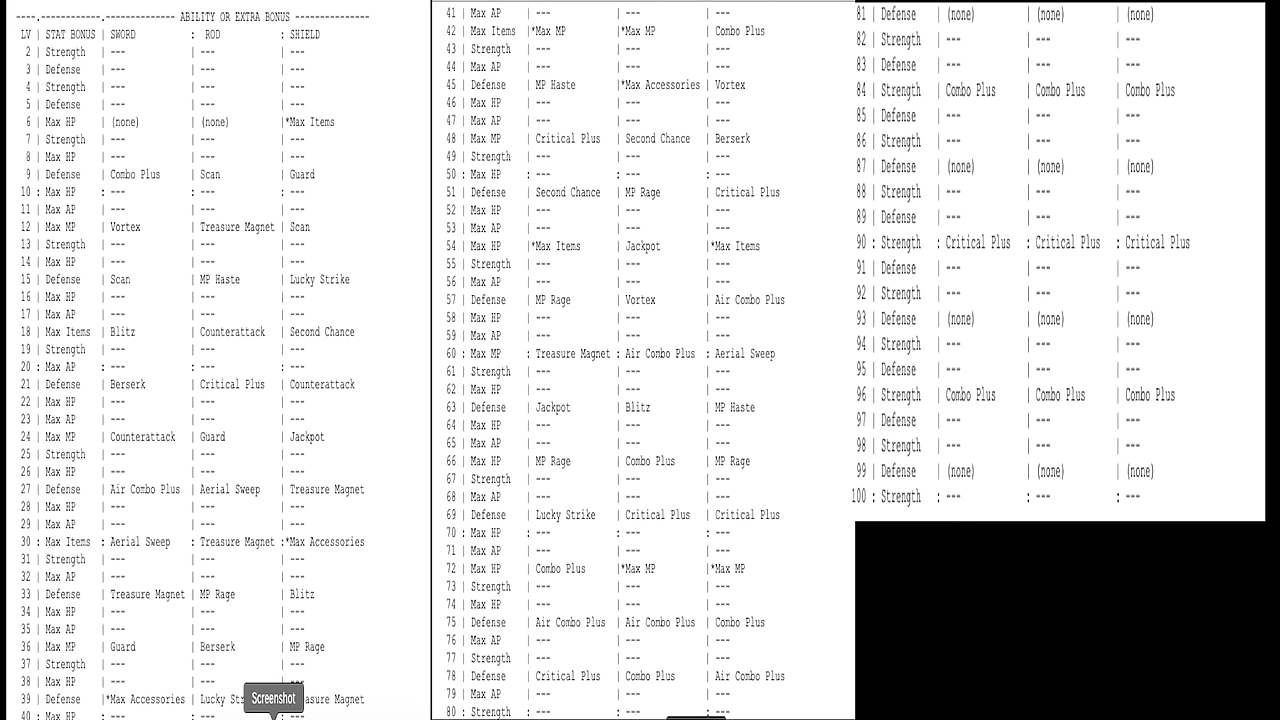 ----.------------.------------- ABILITY OR EXTRA BONUS ---------------
LV | STAT BONUS | SWORD : ROD : SHIELD
2 | Strength | --- | --- | ---
3 | Defense | --- | --- | ---
4 | Strength | --- | --- | ---
5 | Defense | --- | --- | ---
6 | Max HP | (none) | (none) |*Max Items
7 | Strength | --- | --- | ---
8 | Max HP | --- | --- | ---
9 | Defense | Combo Plus | Scan | Guard
10 : Max HP : --- : --- : ---
11 | Max AP | --- | --- | ---
12 | Max MP | Vortex | Treasure Magnet | Scan
13 | Strength | --- | --- | ---
14 | Max HP | --- | --- | ---
15 | Defense | Scan | MP Haste | Lucky Strike
16 | Max HP | --- | --- | ---
17 | Max AP | --- | --- | ---
18 | Max Items | Blitz | Counterattack | Second Chance
19 | Strength | --- | --- | ---
20 : Max AP : --- : --- : ---
21 | Defense | Berserk | Critical Plus | Counterattack
22 | Max HP | --- | --- | ---
23 | Max AP | --- | --- | ---
24 | Max MP | Counterattack | Guard | Jackpot
25 | Strength | --- | --- | ---
26 | Max HP | --- | --- | ---
27 | Defense | Air Combo Plus | Aerial Sweep | Treasure Magnet
28 | Max HP | --- | --- | ---
29 | Max AP | --- | --- | ---
30 : Max Items : Aerial Sweep : Treasure Magnet :*Max Accessories
31 | Strength | --- | --- | ---
32 | Max AP | --- | --- | ---
33 | Defense | Treasure Magnet | MP Rage | Blitz
34 | Max HP | --- | --- | ---
35 | Max AP | --- | --- | ---
36 | Max MP | Guard | Berserk | MP Rage
37 | Strength | --- | --- | ---
38 | Max HP | --- | --- | ---
39 | Defense |*Max Accessories | Lucky Str asure Magnet
Screenshot
40 : Max HP : --- : --- : ---
41 | Max AP | --- | --- | ---
42 | Max Items |*Max MP |*Max MP | Combo Plus
43 | Strength | --- | --- | ---
44 | Max AP | --- | --- | ---
45 | Defense | MP Haste |*Max Accessories | Vortex
46 | Max HP | --- | --- | ---
47 | Max AP | --- | --- | ---
48 | Max MP | Critical Plus | Second Chance | Berserk
49 | Strength | --- | --- | ---
50 : Max HP : --- : --- : ---
51 | Defense | Second Chance | MP Rage | Critical Plus
52 | Max HP | --- | --- | ---
53 | Max AP | --- | --- | ---
54 | Max HP |*Max Items | Jackpot |*Max Items
55 | Strength | --- | --- | ---
56 | Max AP | --- | --- | ---
57 | Defense | MP Rage | Vortex | Air Combo Plus
58 | Max HP | --- | --- | ---
59 | Max AP | --- | --- | ---
60 : Max MP : Treasure Magnet : Air Combo Plus : Aerial Sweep
61 | Strength | --- | --- | ---
62 | Max HP | --- | --- | ---
63 | Defense | Jackpot | Blitz | MP Haste
64 | Max HP | --- | --- | ---
65 | Max AP | --- | --- | ---
66 | Max HP | MP Rage | Combo Plus | MP Rage
67 | Strength | --- | --- | ---
68 | Max AP | --- | --- | ---
69 | Defense | Lucky Strike | Critical Plus | Critical Plus
70 : Max HP : --- : --- : ---
71 | Max AP | --- | --- | ---
72 | Max HP | Combo Plus |*Max MP |*Max MP
73 | Strength | --- | --- | ---
74 | Max HP | --- | --- | ---
75 | Defense | Air Combo Plus | Air Combo Plus | Combo Plus
76 | Max AP | --- | --- | ---
77 | Strength | --- | --- | ---
78 | Defense | Critical Plus | Combo Plus | Air Combo Plus
79 | Max AP | --- | --- | ---
80 : Strength : --- : --- : ---
81 | Defense | (none) | (none) | (none)
82 | Strength | --- | --- | ---
83 | Defense | --- | --- | ---
84 | Strength | Combo Plus | Combo Plus | Combo Plus
85 | Defense | --- | --- | ---
86 | Strength | --- | --- | ---
87 | Defense | (none) | (none) | (none)
88 | Strength | --- | --- | ---
89 | Defense | --- | --- | ---
90 : Strength : Critical Plus : Critical Plus : Critical Plus
91 | Defense | --- | --- | ---
92 | Strength | --- | --- | ---
93 | Defense | (none) | (none) | (none)
94 | Strength | --- | --- | ---
95 | Defense | --- | --- | ---
96 | Strength | Combo Plus | Combo Plus | Combo Plus
97 | Defense | --- | --- | ---
98 | Strength | --- | --- | ---
99 | Defense | (none) | (none) | (none)
100 : Strength : --- : --- : ---